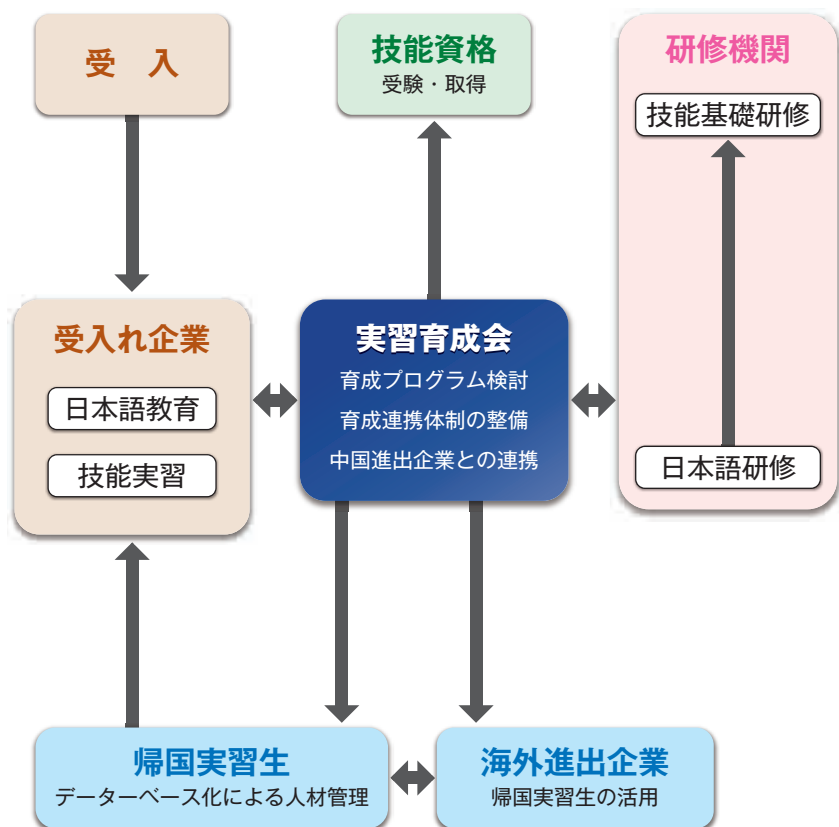 受　入
技能資格
受験・取得
研修機関
技能基礎研修
日本語研修
受入れ企業
日本語教育
技能実習
実習育成会
育成プログラム検討
育成連携体制の整備
中国進出企業との連携
帰国実習生
データーベース化による人材管理
海外進出企業
帰国実習生の活用